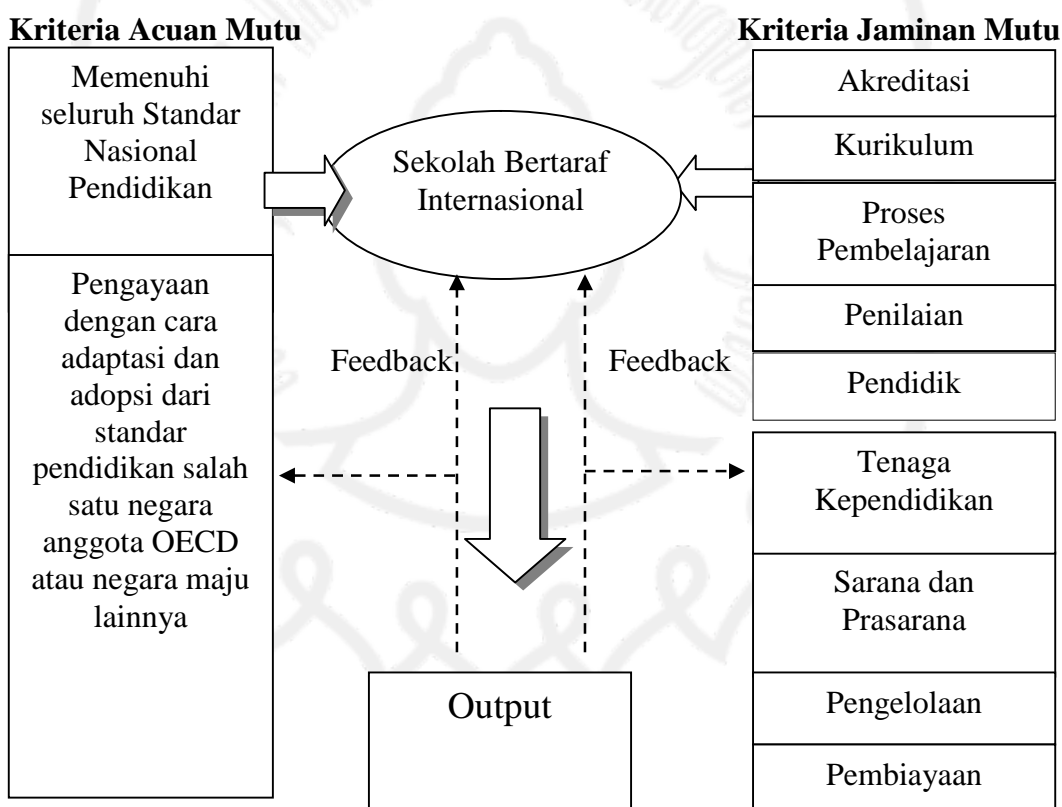 Kriteria Acuan Mutu
Memenuhi
seluruh Standar
Nasional
Pendidikan
Pengayaan
dengan cara
adaptasi dan
adopsi dari
standar
pendidikan salah
satu negara
anggota OECD
atau negara maju
lainnya
Sekolah Bertaraf
Internasional
Feedback
Feedback
Output
Kriteria Jaminan Mutu
Akreditasi
Kurikulum
Proses
Pembelajaran
Penilaian
Pendidik
Tenaga
Kependidikan
Sarana dan
Prasarana
Pengelolaan
Pembiayaan